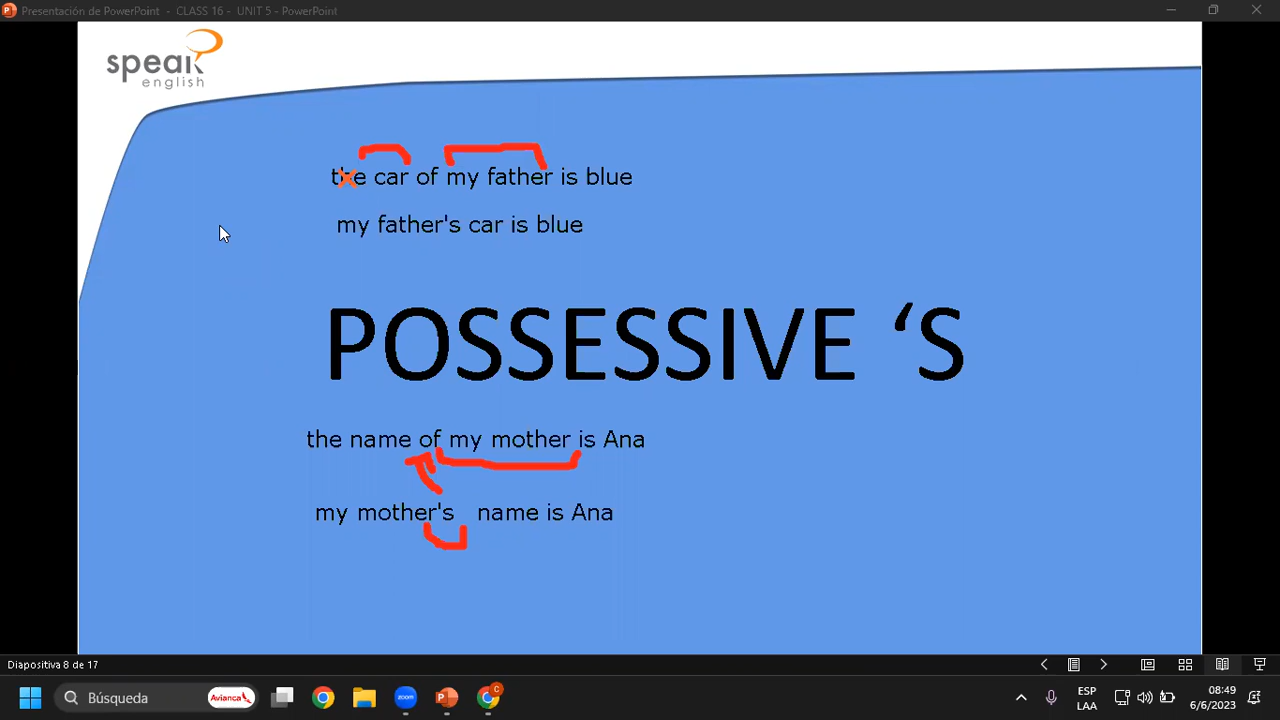 Presentación de PowerPoint - CLASS 16 - UNIT 5 - PowerPoint
speak
english
the car of my father is blue
my father's car is blue
POSSESSIVE ‘S
the name of my mother is Ana
my mother's name is Ana
Diapositiva 8 de 17
Búsqueda
Avianca
zoom
C
ESP
LAA
08:49
6/6/2023